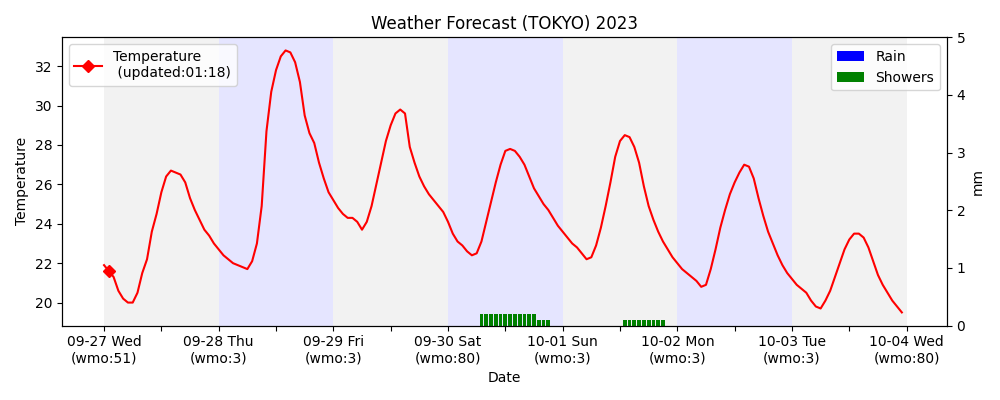 Weather Forecast (TOKYO) 2023
Temperature
(updated:01:18)
Rain
Showers
Temperature
32
30
28
26
24
22
20
5
4
3
2
1
0
mm
09-27 Wed 09-28 Thu 09-29 Fri 09-30 Sat 10-01 Sun 10-02 Mon 10-03 Tue 10-04 Wed
(wmo:51) (wmo:3) (wmo:3) (wmo:80) (wmo:3) (wmo:3) (wmo:3) (wmo:80)
Date